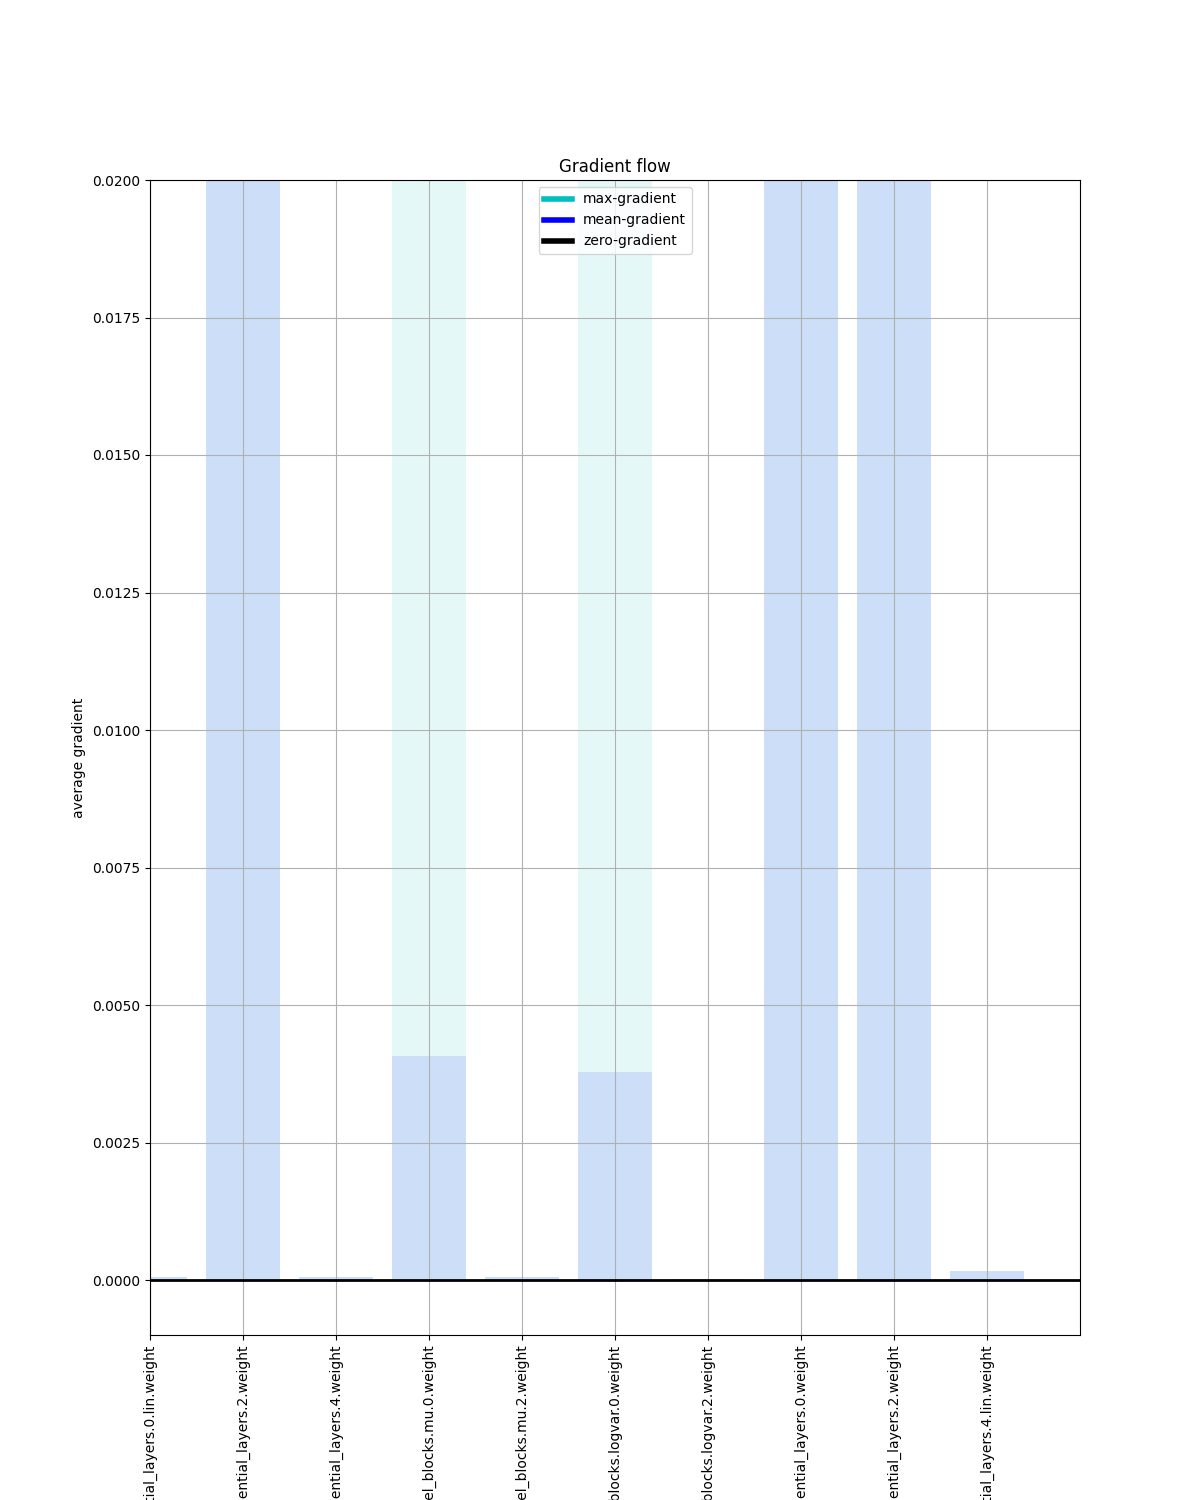 Gradient flow
max-gradient
mean-gradient
zero-gradient
average gradient
0.0200
0.0175
0.0150
0.0125
0.0100
0.0075
0.0050
0.0025
0.0000
tial_layers.0.lin.weight
ential_layers.2.weight
ential_layers.4.weight
el_blocks.mu.0.weight
el_blocks.mu.2.weight
blocks.logvar.0.weight
blocks.logvar.2.weight
ential_layers.0.weight
ential_layers.2.weight
tial_layers.4.lin.weight